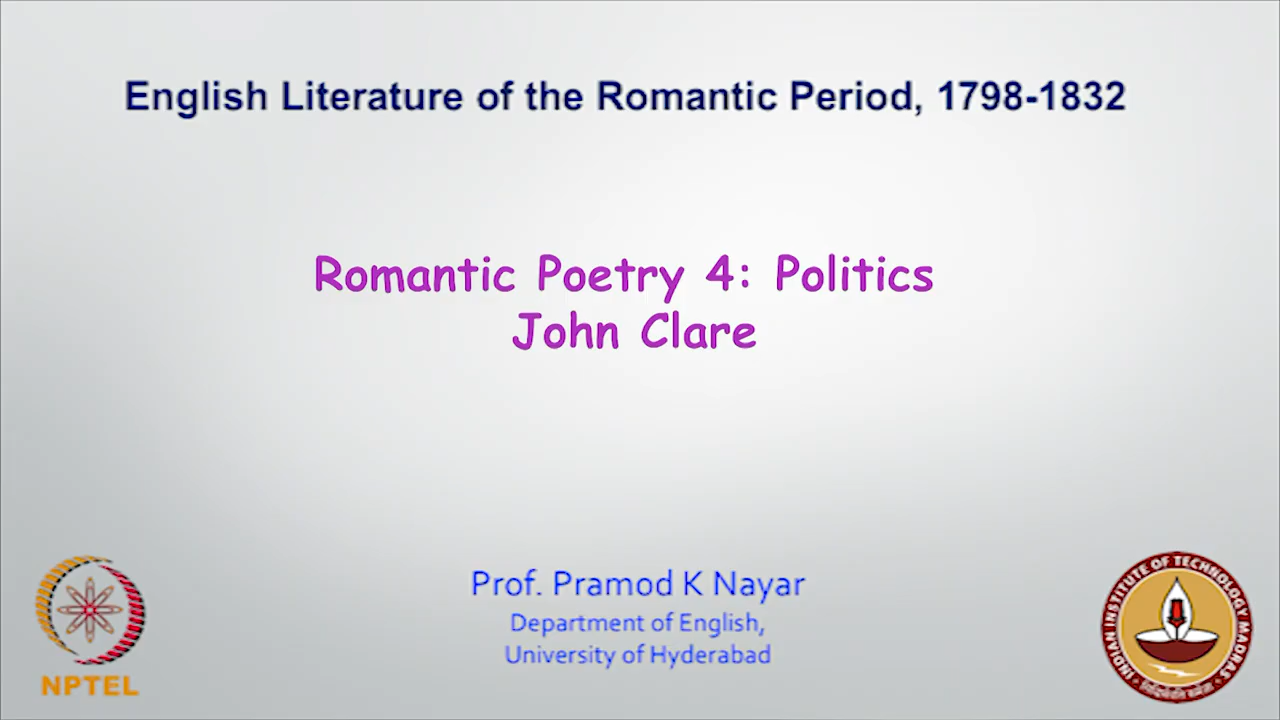 English Literature of the Romantic Period, 1798-1832
Romantic Poetry 4: Politics
John Clare
Prof. Pramod K Nayar
Department of English,
University of Hyderabad
NPTEL
INDIAN INSTITUTE OF TECHNOLOGY MADRAS